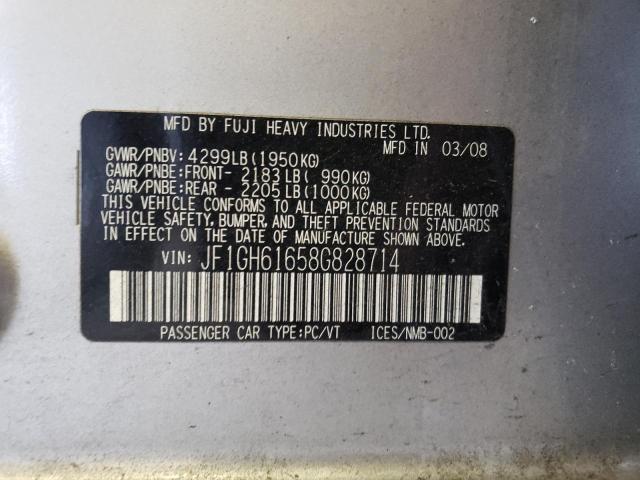 MFD BY FUJI HEAVY INDUSTRIES LTD.
MFD IN 03/08
GVWR/PNBV: 4299LB(1950KG)
GAWR/PNBE:FRONT- 2183LB( 990KG)
GAWR/PNBE:REAR - 2205LB(1000KG)
THIS VEHICLE CONFORMS TO ALL APPLICABLE FEDERAL MOTOR
VEHICLE SAFETY, BUMPER, AND THEFT PREVENTION STANDARDS
IN EFFECT ON THE DATE OF MANUFACTURE SHOWN ABOVE.
VIN: JF1GH61658G828714
PASSENGER CAR TYPE:PC/VT ICES/NMB-002